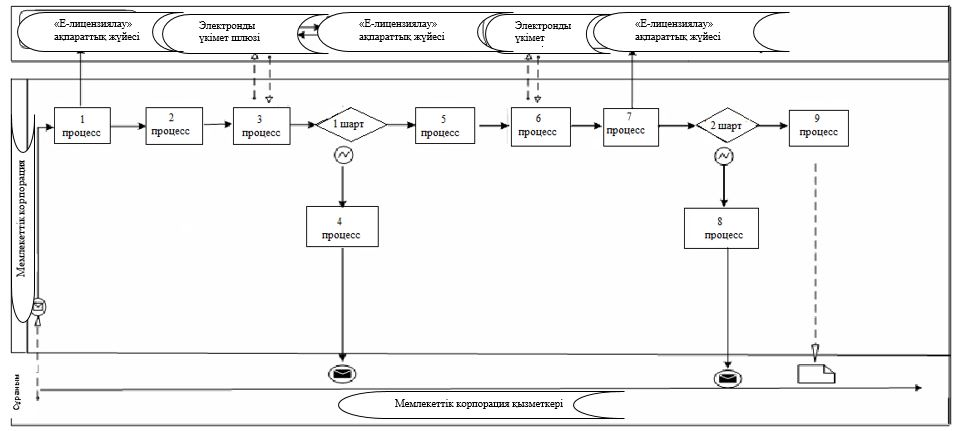 «Е-лицензиялау»
ақпараттық жүйесі
Электронды
үкімет шлюзі
«Е-лицензиялау»
ақпараттық жүйесі
Электронды
үкімет
«Е-лицензиялау»
ақпараттық жүйесі
Мемлекеттік корпорация
1
процесс
2
процесс
3
процесс
1 шарт
5
процесс
6
процесс
7
процесс
2 шарт
9
процесс
4
процесс
8
процесс
Сұраным
Мемлекеттік корпорация қызметкері